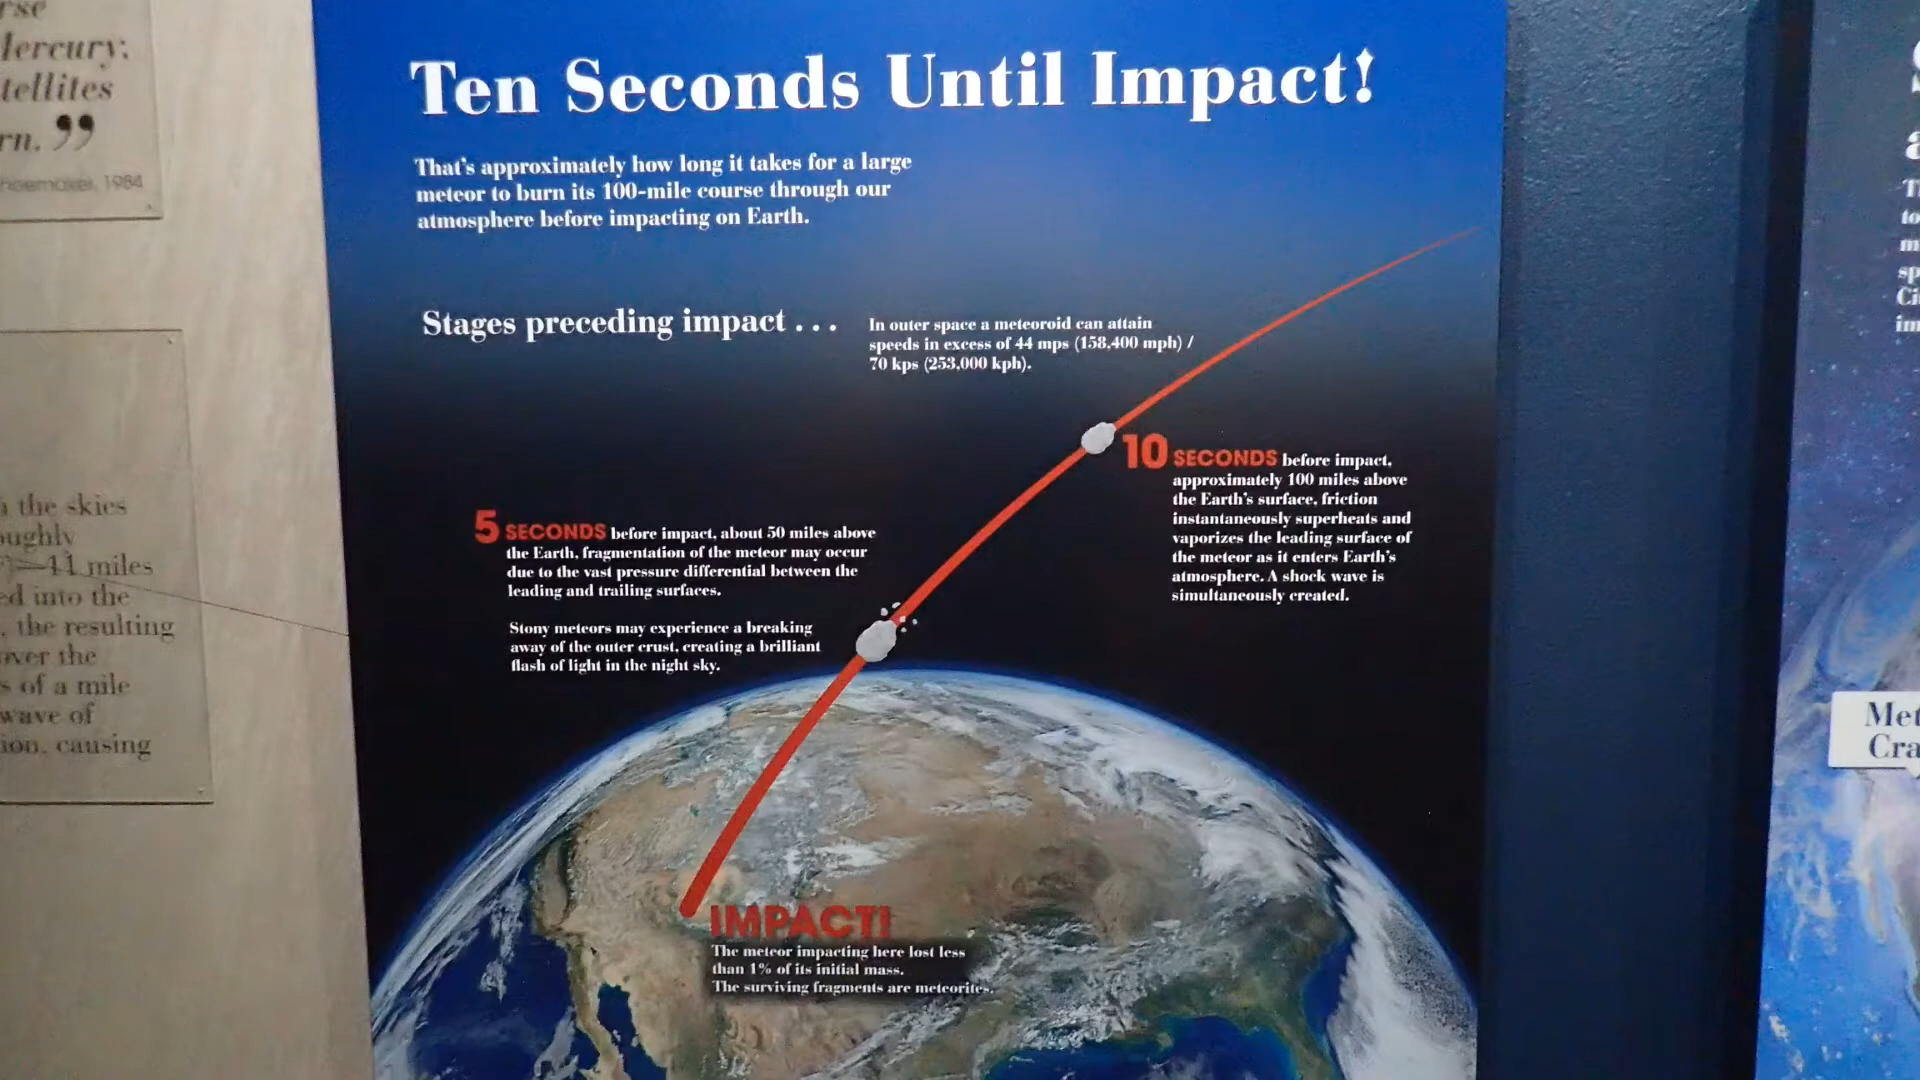 tellites
rn. ”
hoemaker, 1984
n the skies
oughly
11 miles
ed into the
, the resulting
over the
s of a mile
wave of
ion, causing
Ten Seconds Until Impact!
That's approximately how long it takes for a large
meteor to burn its 100-mile course through our
atmosphere before impacting on Earth.
Stages preceding impact . . .
In outer space a meteoroid can attain
speeds in excess of 44 mps (158,400 mph) /
70 kps (253,000 kph).
10 SECONDS before impact,
approximately 100 miles above
the Earth's surface, friction
instantaneously superheats and
vaporizes the leading surface of
the meteor as it enters Earth's
atmosphere. A shock wave is
simultaneously created.
5 SECONDS before impact, about 50 miles above
the Earth, fragmentation of the meteor may occur
due to the vast pressure differential between the
leading and trailing surfaces.
Stony meteors may experience a breaking
away of the outer crust, creating a brilliant
flash of light in the night sky.
IMPACT!
The meteor impacting here lost less
than 1% of its initial mass.
The surviving fragments are meteorites.
Met
Cra